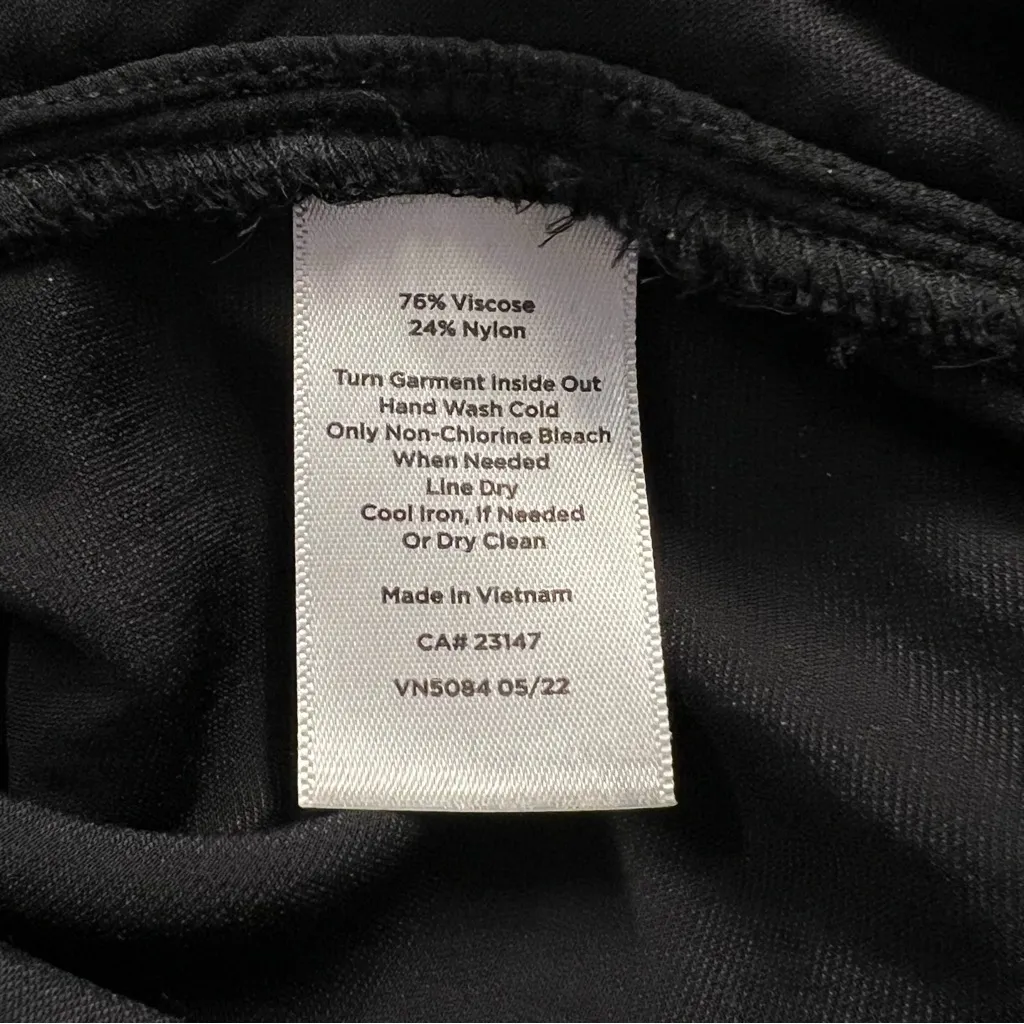 76% Viscose
24% Nylon
Turn Garment Inside Out
Hand Wash Cold
Only Non-Chlorine Bleach
When Needed
Line Dry
Cool Iron, If Needed
Or Dry Clean
Made In Vietnam
CA# 23147
VN5084 05/22